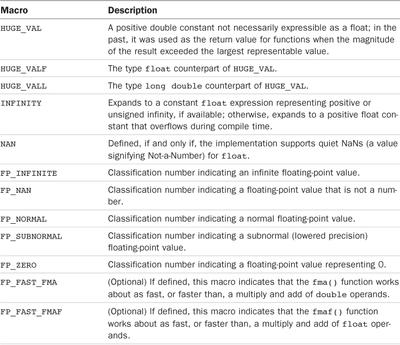 Macro Description
HUGE_VAL A positive double constant not necessarily expressible as a float; in the
past, it was used as the return value for functions when the magnitude
of the result exceeded the largest representable value.
HUGE_VALF The type float counterpart of HUGE_VAL.
HUGE_VALL The type long double counterpart of HUGE_VAL.
INFINITY Expands to a constant float expression representing positive or
unsigned infinity, if available; otherwise, expands to a positive float con-
stant that overflows during compile time.
NAN Defined, if and only if, the implementation supports quiet NaNs (a value
signifying Not-a-Number) for float.
FP_INFINITE Classification number indicating an infinite floating-point value.
FP_NAN Classification number indicating a floating-point value that is not a num-
ber.
FP_NORMAL Classification number indicating a normal floating-point value.
FP_SUBNORMAL Classification number indicating a subnormal (lowered precision)
floating-point value.
FP_ZERO Classification number indicating a floating-point value representing 0.
FP_FAST_FMA (Optional) If defined, this macro indicates that the fma() function works
about as fast, or faster than, a multiply and add of double operands.
FP_FAST_FMAF (Optional) If defined, this macro indicates that the fmaf() function
works about as fast, or faster than, a multiply and add of float oper-
ands.